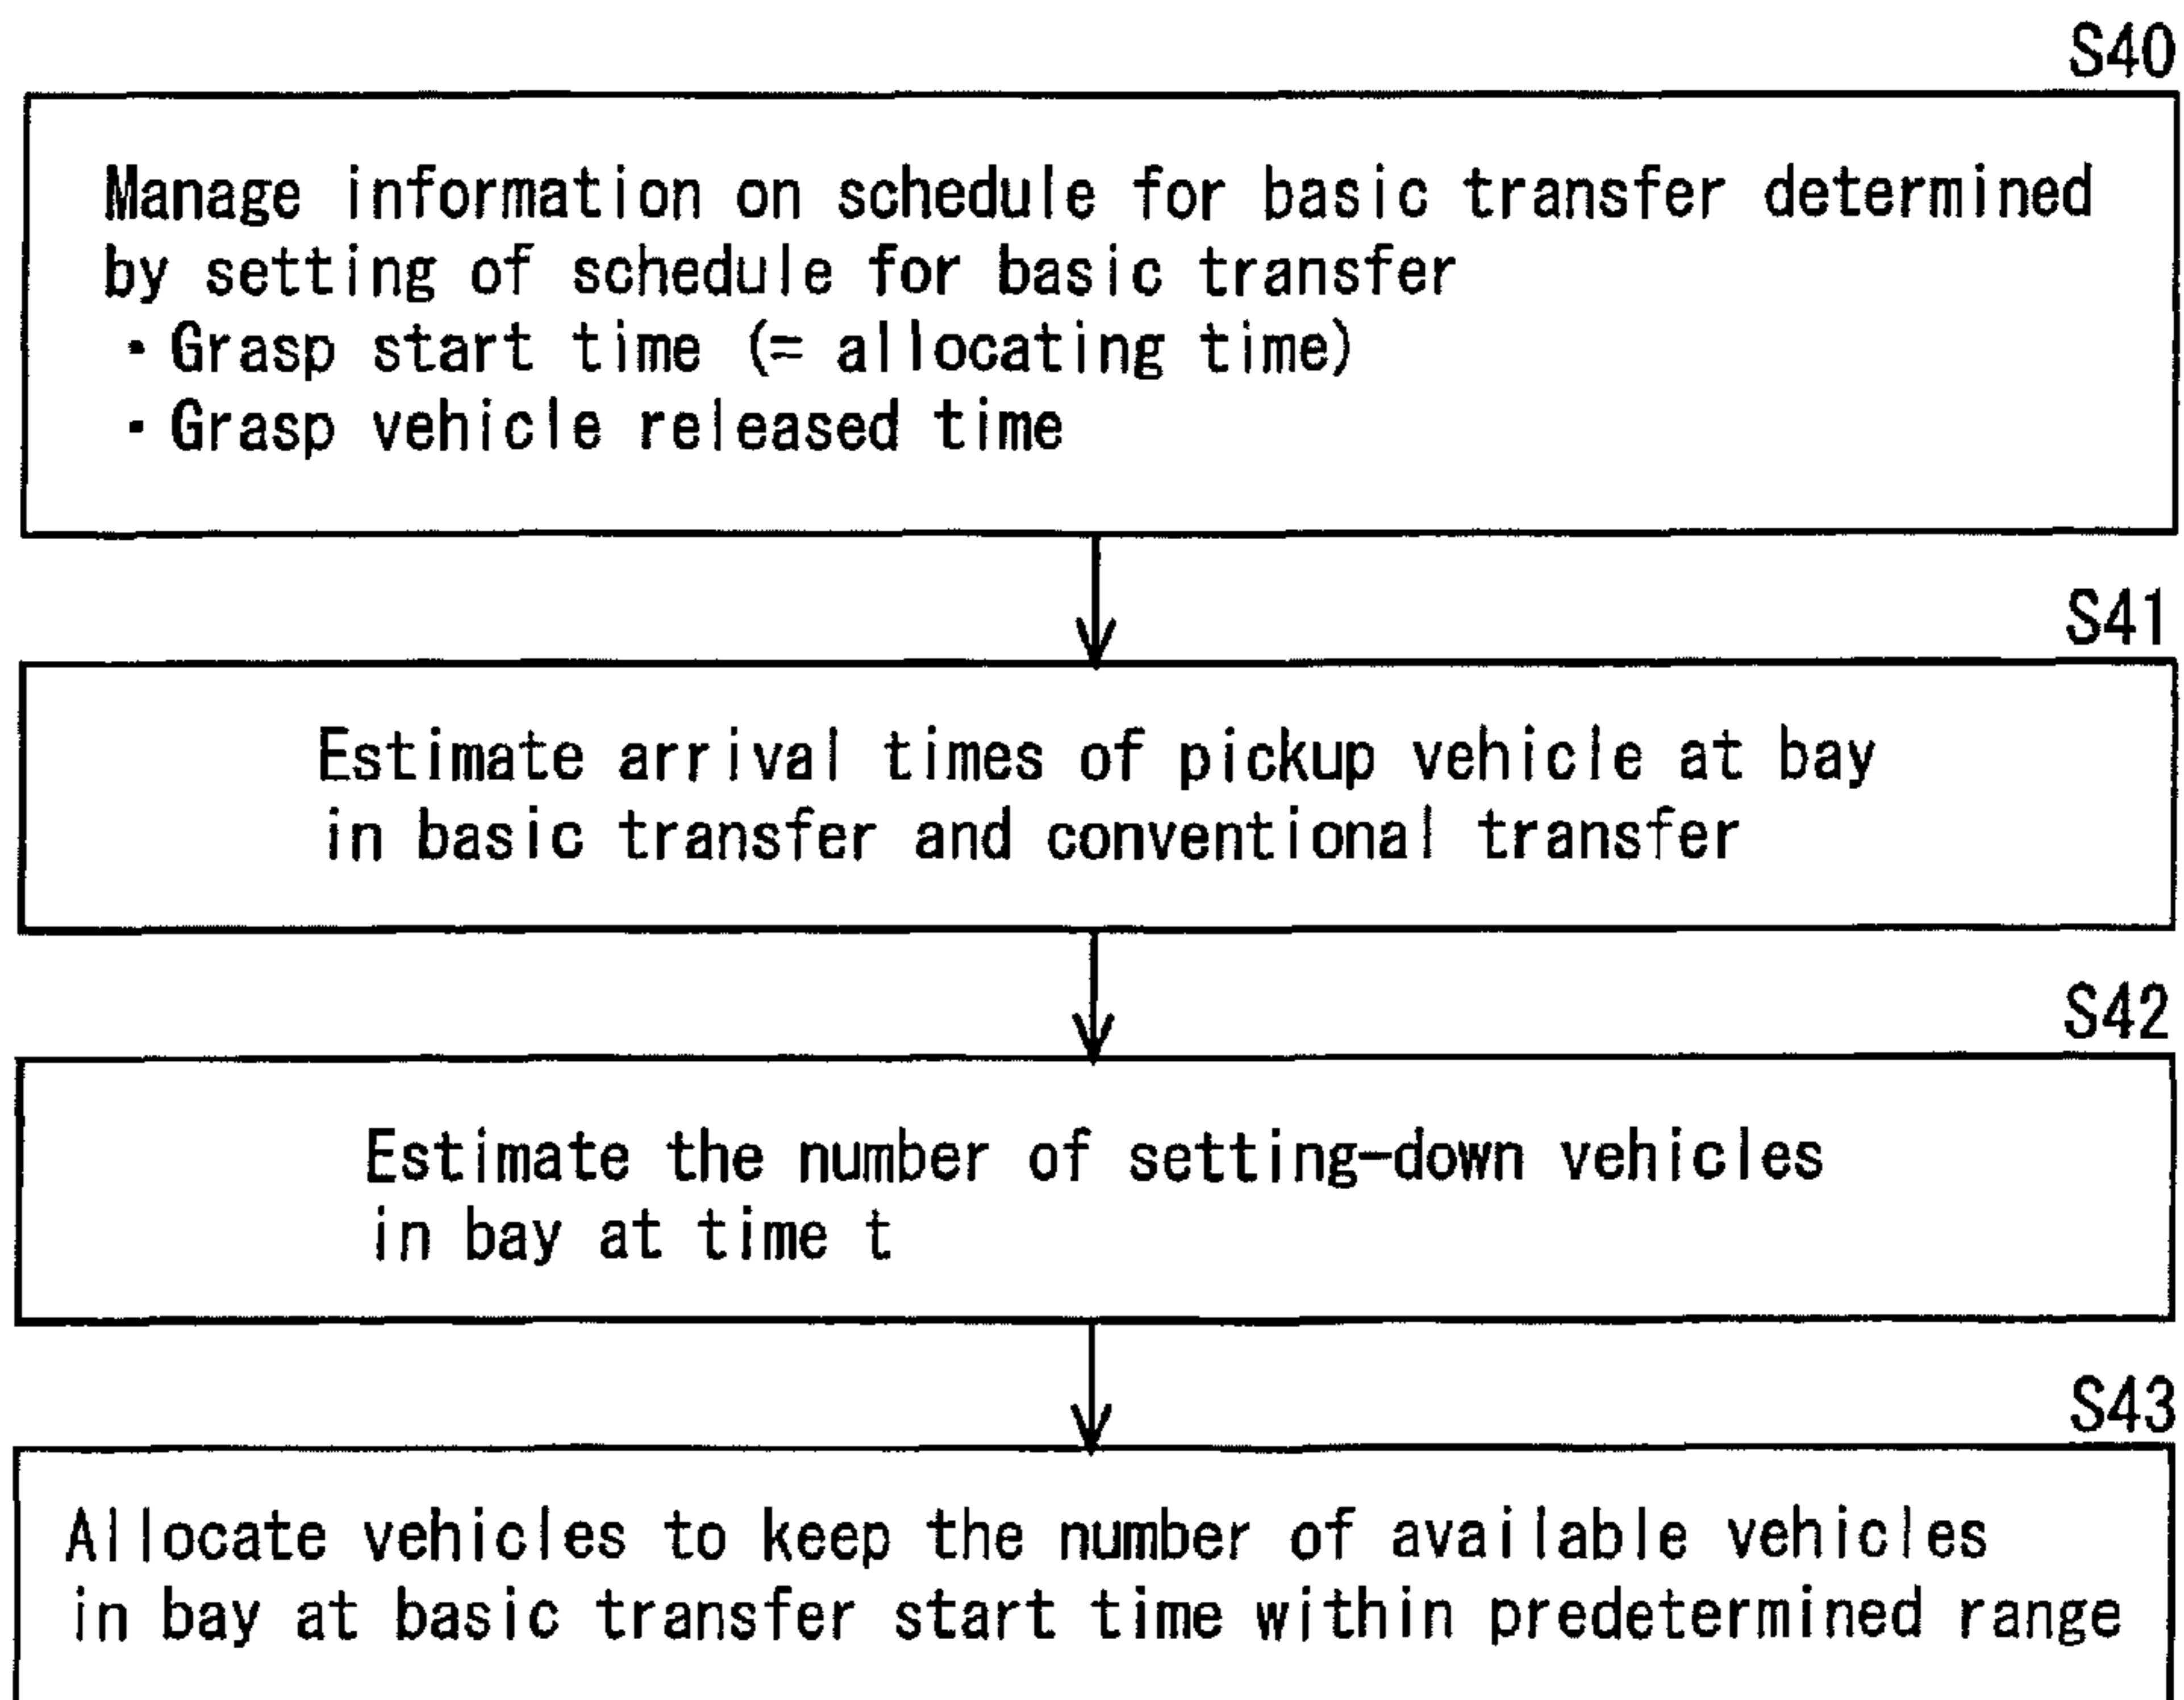 S40
Manage information on schedule for basic transfer determined
by setting of schedule for basic transfer
・Grasp start time (= allocating time)
・Grasp vehicle released time
S41
Estimate arrival times of pickup vehicle at bay
in basic transfer and conventional transfer
S42
Estimate the number of setting-down vehicles
in bay at time t
S43
Allocate vehicles to keep the number of available vehicles
in bay at basic transfer start time within predetermined range